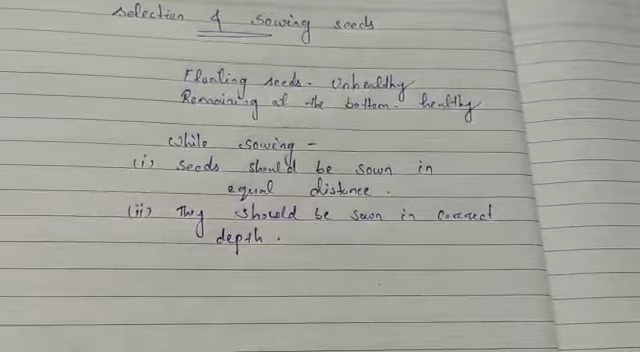 selection & sowing seeds
Floating seeds - Unhealthy
Remaining at the bottom - healthy
While sowing -
(i) seeds should be sown in
equal distance.
(ii) They should be sown in correct
depth.